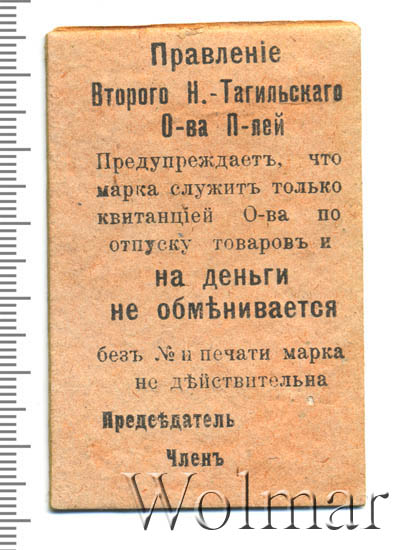 Правленіе
Второго Н.-Тагильскаго
О-ва П-лей
Предупреждаетъ, что
марка служитъ только
квитанціей О-ва по
отпуску товаровъ и
на деньги
не обмѣнивается
безъ № и печати марка
не дѣйствительна
Предсѣдатель
Членъ
Wolmar